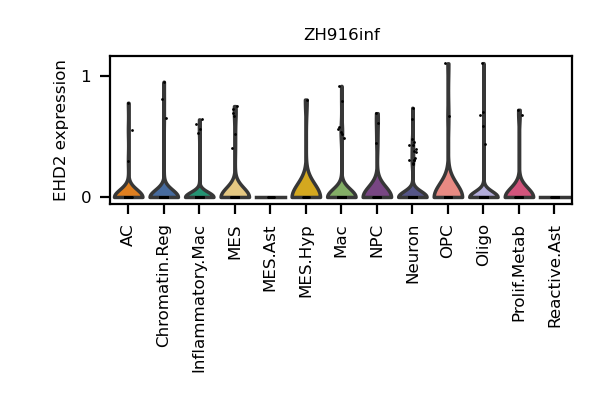 ZH916inf
EHD2 expression
1
0
AC
Chromatin.Reg
Inflammatory.Mac
MES
MES.Ast
MES.Hyp
Mac
NPC
Neuron
OPC
Oligo
Prolif.Metab
Reactive.Ast